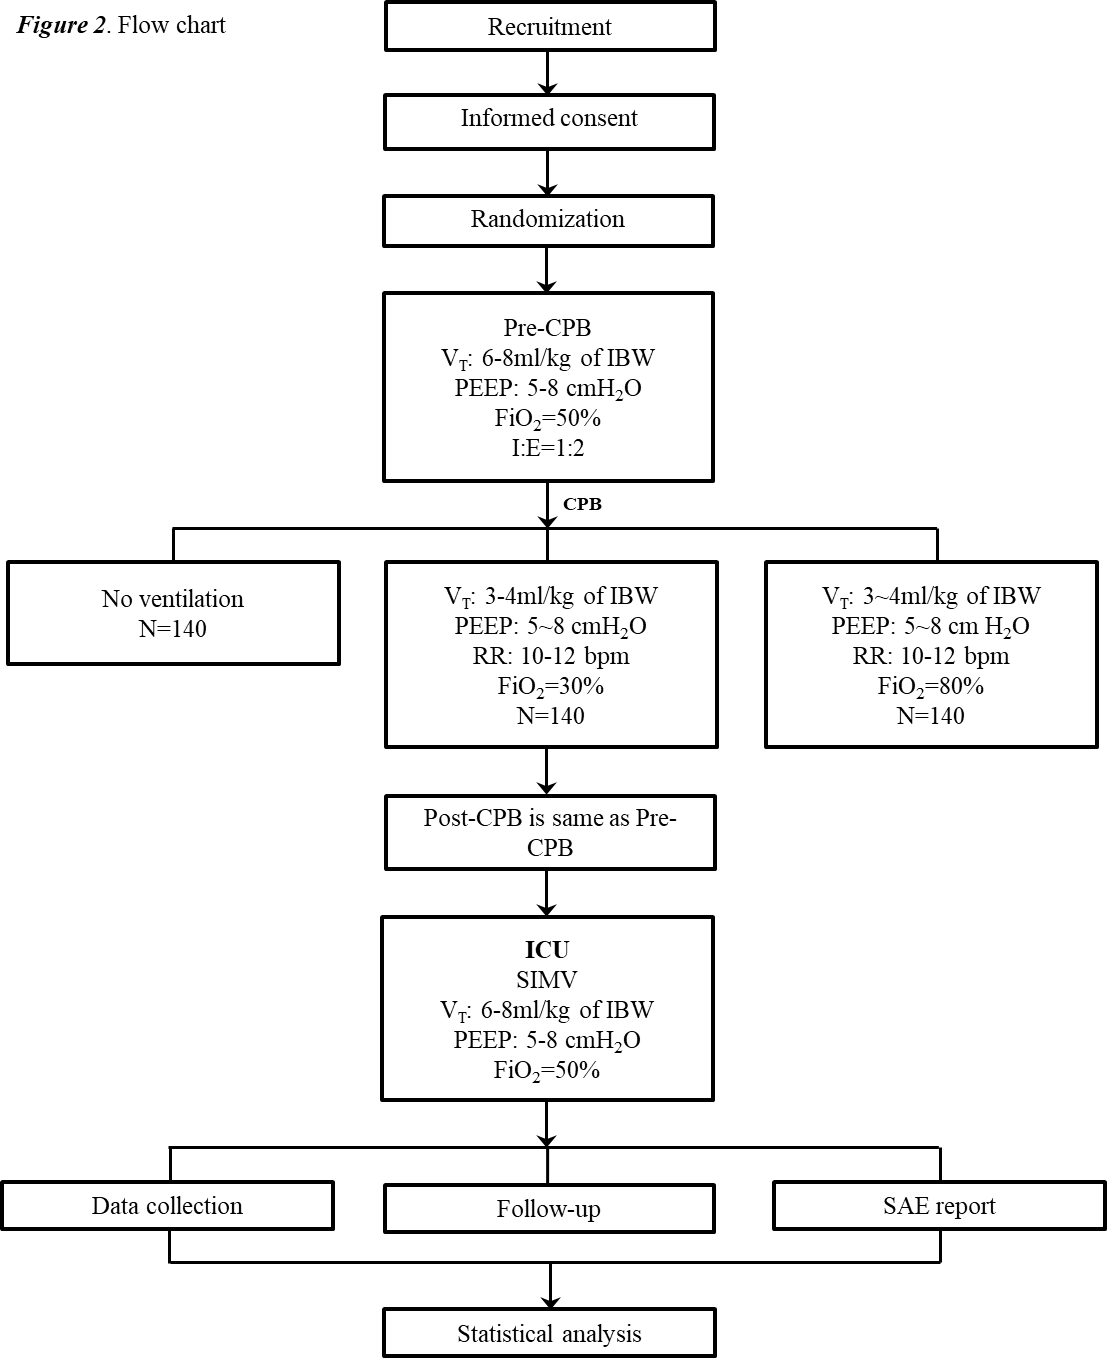 Figure 2. Flow chart
Recruitment
Informed consent
Randomization
Pre-CPB
V_T: 6-8ml/kg of IBW
PEEP: 5-8 cmH₂O
FiO₂=50%
I:E=1:2
CPB
No ventilation
N=140
V_T: 3-4ml/kg of IBW
PEEP: 5~8 cmH₂O
RR: 10-12 bpm
FiO₂=30%
N=140
V_T: 3~4ml/kg of IBW
PEEP: 5~8 cm H₂O
RR: 10-12 bpm
FiO₂=80%
N=140
Post-CPB is same as Pre-
CPB
ICU
SIMV
V_T: 6-8ml/kg of IBW
PEEP: 5-8 cmH₂O
FiO₂=50%
Data collection
Follow-up
SAE report
Statistical analysis